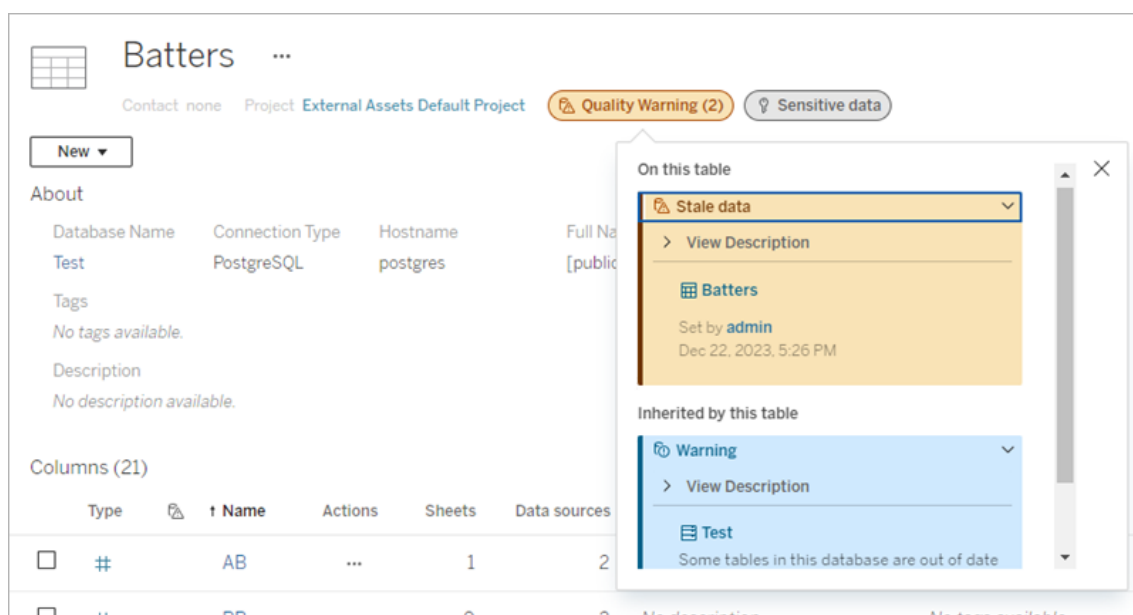 Batters ...
Contact none Project External Assets Default Project Quality Warning (2) Sensitive data
New
On this table
About
Stale data
Database Name Connection Type Hostname
View Description
Test PostgreSQL postgres [public
Batters
Tags
Set by admin
No tags available.
Dec 22, 2023, 5:26 PM
Description
No description available.
Inherited by this table
Warning
Columns (21)
View Description
Type ↑ Name Actions Sheets Data sources
Test
Some tables in this database are out of date
# AB ... 1 2